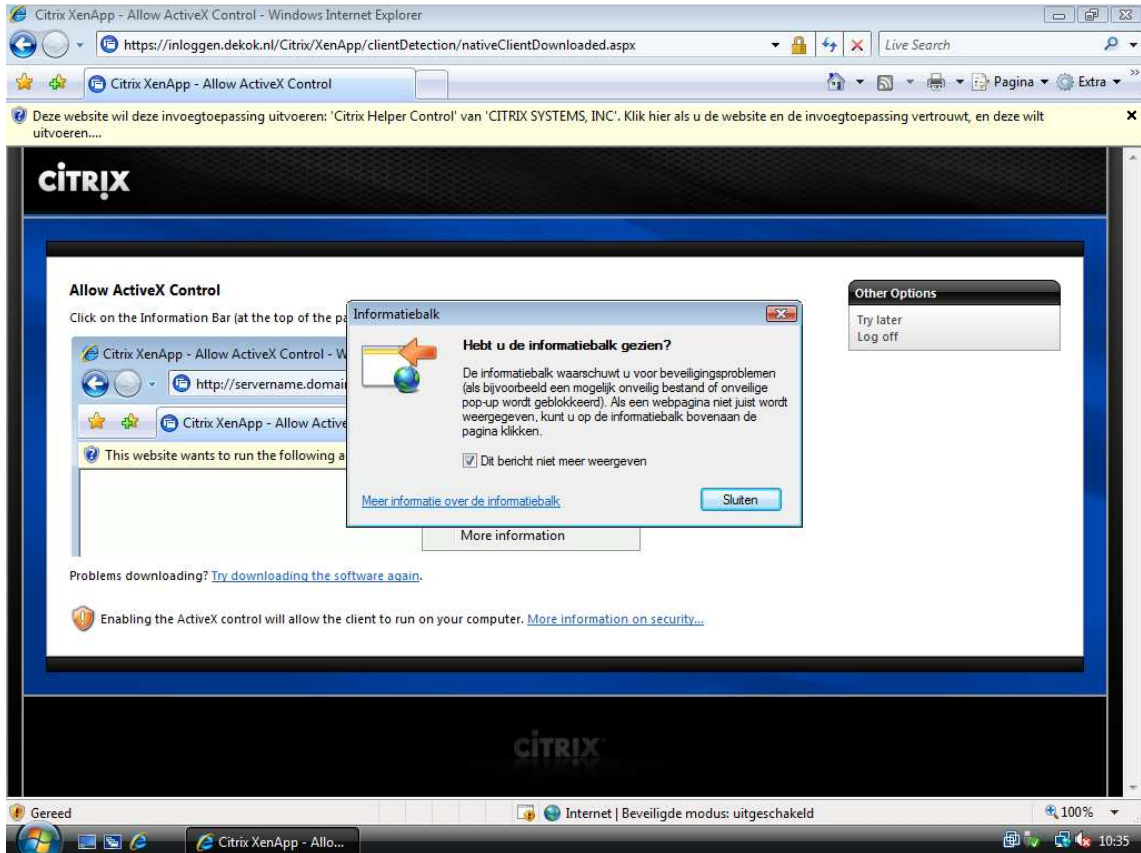 Citrix XenApp - Allow ActiveX Control - Windows Internet Explorer
https://inloggen.dekok.nl/Citrix/XenApp/clientDetection/nativeClientDownloaded.aspx
Live Search
Citrix XenApp - Allow ActiveX Control
Pagina
Extra
Deze website wil deze invoegtoepassing uitvoeren: 'Citrix Helper Control' van 'CITRIX SYSTEMS, INC'. Klik hier als u de website en de invoegtoepassing vertrouwt, en deze wilt
uitvoeren....
CİTRIX
Allow ActiveX Control
Click on the Information Bar (at the top of the pa
Citrix XenApp - Allow ActiveX Control - W
http://servername.domai
Citrix XenApp - Allow Active
This website wants to run the following a
More information
Informatiebalk
Hebt u de informatiebalk gezien?
De informatiebalk waarschuwt u voor beveiligingsproblemen
(als bijvoorbeeld een mogelijk onveilig bestand of onveilige
pop-up wordt geblokkeerd). Als een webpagina niet juist wordt
weergegeven, kunt u op de informatiebalk bovenaan de
pagina klikken.
Dit bericht niet meer weergeven
Meer informatie over de informatiebalk
Sluiten
Other Options
Try later
Log off
Problems downloading? Try downloading the software again.
Enabling the ActiveX control will allow the client to run on your computer. More information on security...
CİTRIX
Gereed
Internet | Beveiligde modus: uitgeschakeld
100%
Citrix XenApp - Allo...
10:35